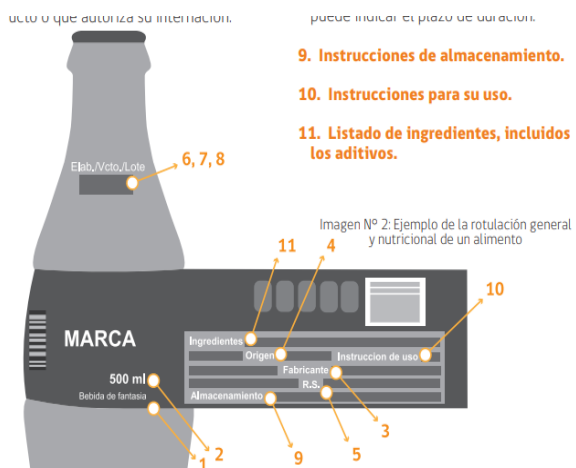 ucto o que autoriza su internación.
puede indicar el plazo de duración.
9. Instrucciones de almacenamiento.
10. Instrucciones para su uso.
11. Listado de ingredientes, incluidos
los aditivos.
Elab./Vcto./Lote
6, 7, 8
Imagen Nº 2: Ejemplo de la rotulación general
y nutricional de un alimento
11
4
10
MARCA
Ingredientes
Origen
Instruccion de uso
Fabricante
500 ml
R.S.
Bebida de fantasia
Almacenamiento
3
1
2
9
5